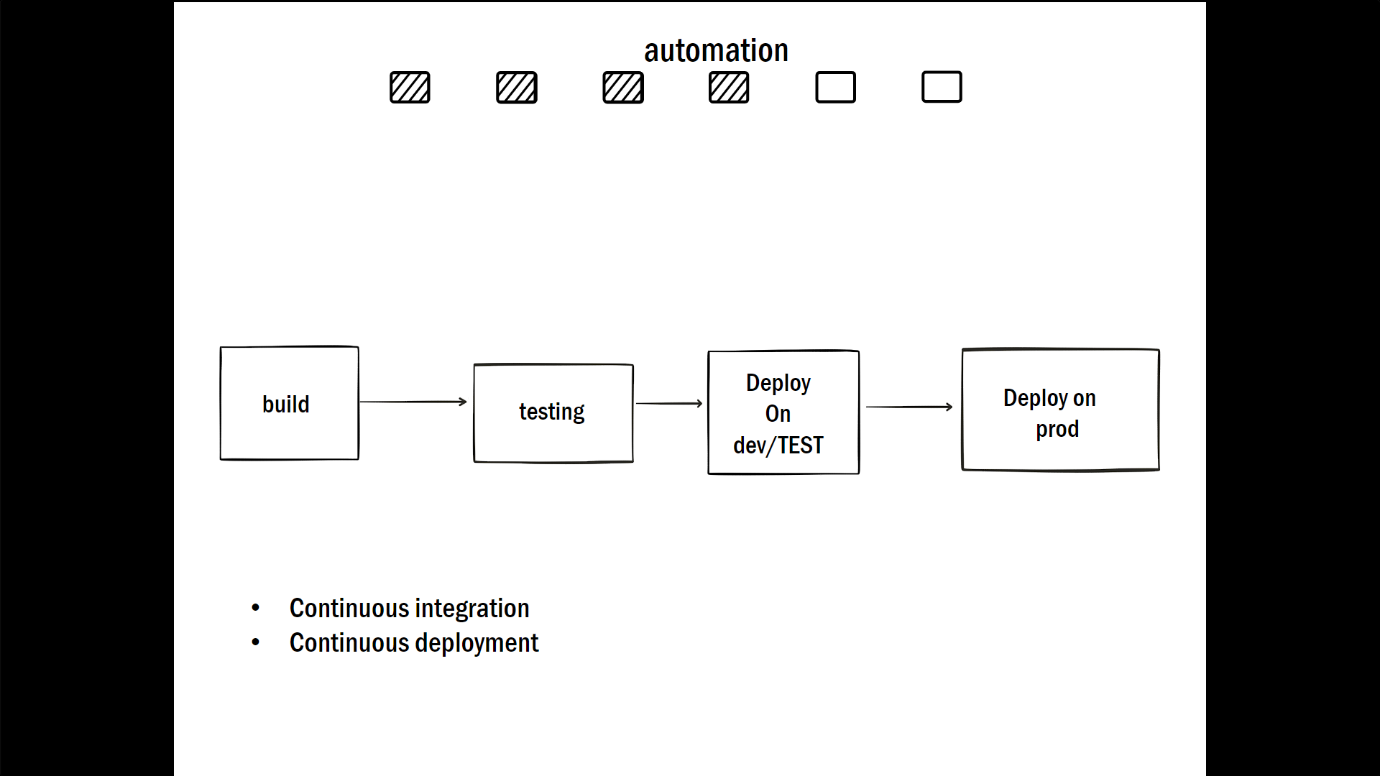 automation
build
testing
Deploy
On
dev/TEST
Deploy on
prod
• Continuous integration
• Continuous deployment